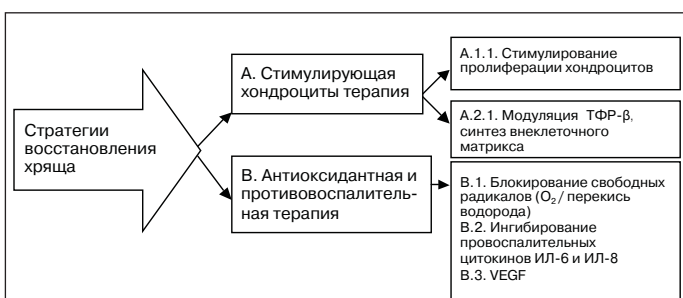 Стратегии
восстановления
хряща
А. Стимулирующая
хондроциты терапия
В. Антиоксидантная и
противовоспалитель-
ная терапия
А.1.1. Стимулирование
пролиферации хондроцитов
А.2.1. Модуляция ТФР-β,
синтез внеклеточного
матрикса
В.1. Блокирование свободных
радикалов (O₂ / перекись
водорода)
В.2. Ингибирование
провоспалительных
цитокинов ИЛ-6 и ИЛ-8
В.3. VEGF